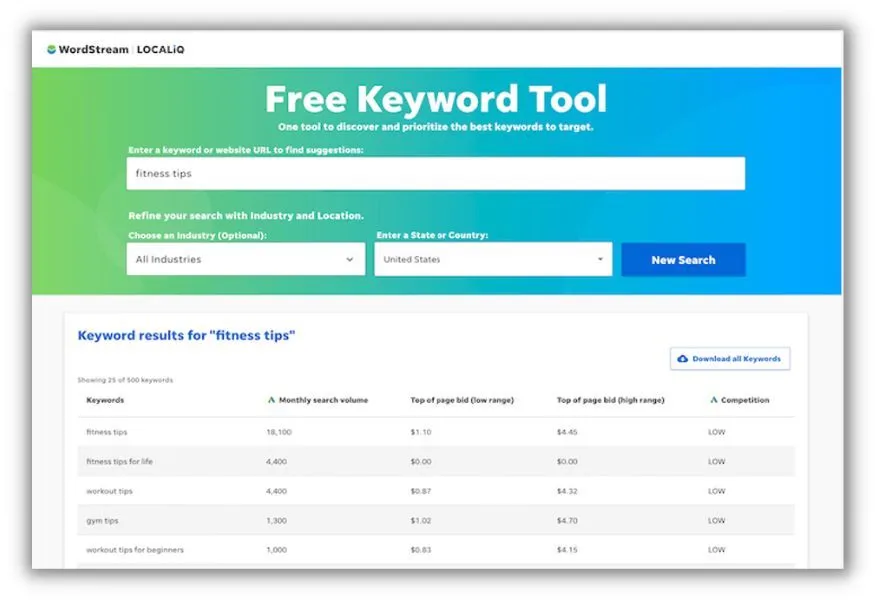 WordStream | LOCALiQ
Free Keyword Tool
One tool to discover and prioritize the best keywords to target.
Enter a keyword or website URL to find suggestions:
fitness tips
Refine your search with Industry and Location.
Choose an Industry (Optional): Enter a State or Country:
All Industries United States New Search
Keyword results for "fitness tips"
Download all Keywords
Showing 25 of 500 keywords
Keywords Monthly search volume Top of page bid (low range) Top of page bid (high range) Competition
fitness tips 18,100 $1.10 $4.45 LOW
fitness tips for life 4,400 $0.00 $0.00 LOW
workout tips 4,400 $0.87 $4.32 LOW
gym tips 1,300 $1.02 $4.70 LOW
workout tips for beginners 1,000 $0.83 $4.15 LOW